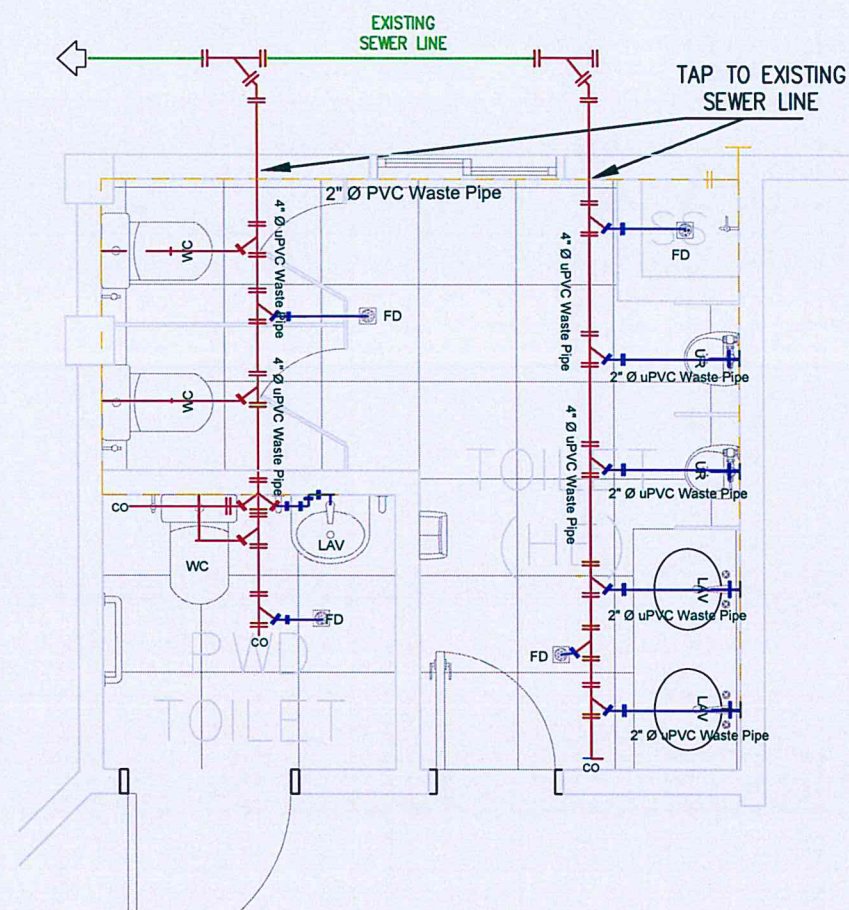 EXISTING
SEWER LINE
TAP TO EXISTING
SEWER LINE
2" Ø PVC Waste Pipe
4" Ø uPVC Waste Pipe
WC
4" Ø uPVC Waste Pipe
SS
FD
FD
UR
2" Ø uPVC Waste Pipe
WC
4" Ø uPVC Waste Pipe
4" Ø uPVC Waste Pipe
TOILET
(HE)
UR
2" Ø uPVC Waste Pipe
CO
LAV
WC
LAV
2" Ø uPVC Waste Pipe
FD
CO
PWD
TOILET
FD
LAV
2" Ø uPVC Waste Pipe
CO